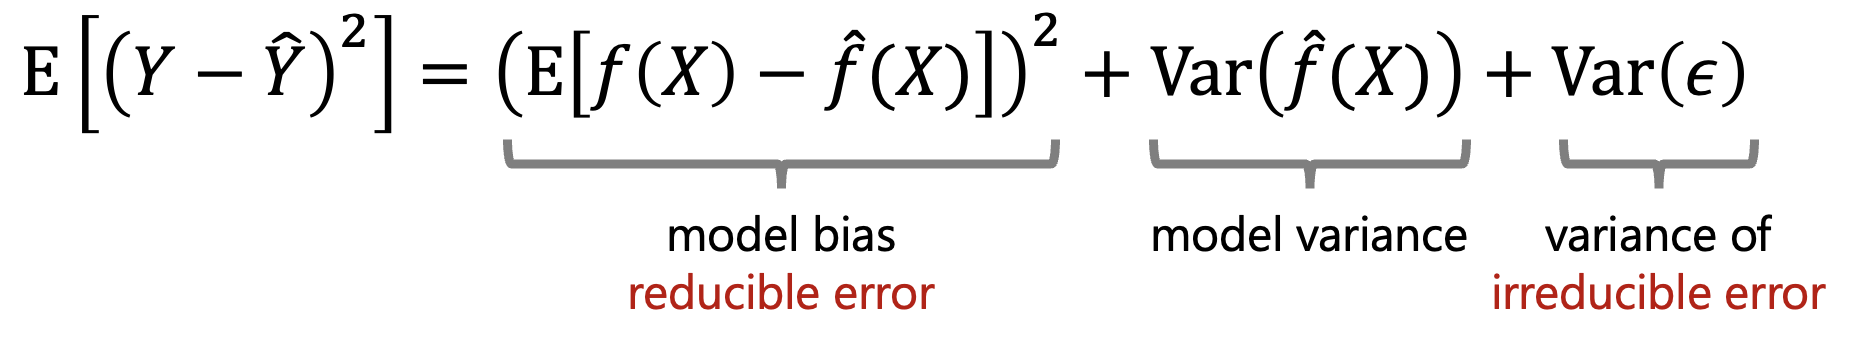 E[(Y − Ŷ)²] = (E[f(X) − f̂(X)])² + Var(f̂(X)) + Var(ϵ)
model bias model variance variance of
reducible error irreducible error